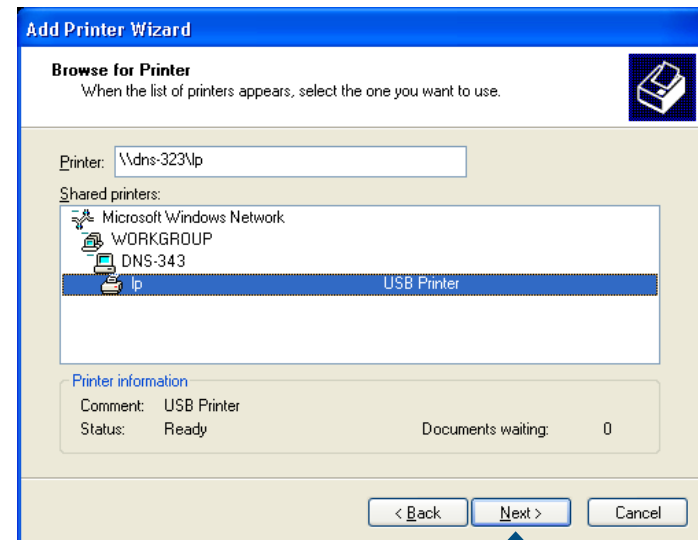 Add Printer Wizard
Browse for Printer
When the list of printers appears, select the one you want to use.
Printer: \\dns-323\lp
Shared printers:
Microsoft Windows Network
WORKGROUP
DNS-343
lp USB Printer
Printer information
Comment: USB Printer
Status: Ready Documents waiting: 0
< Back Next > Cancel